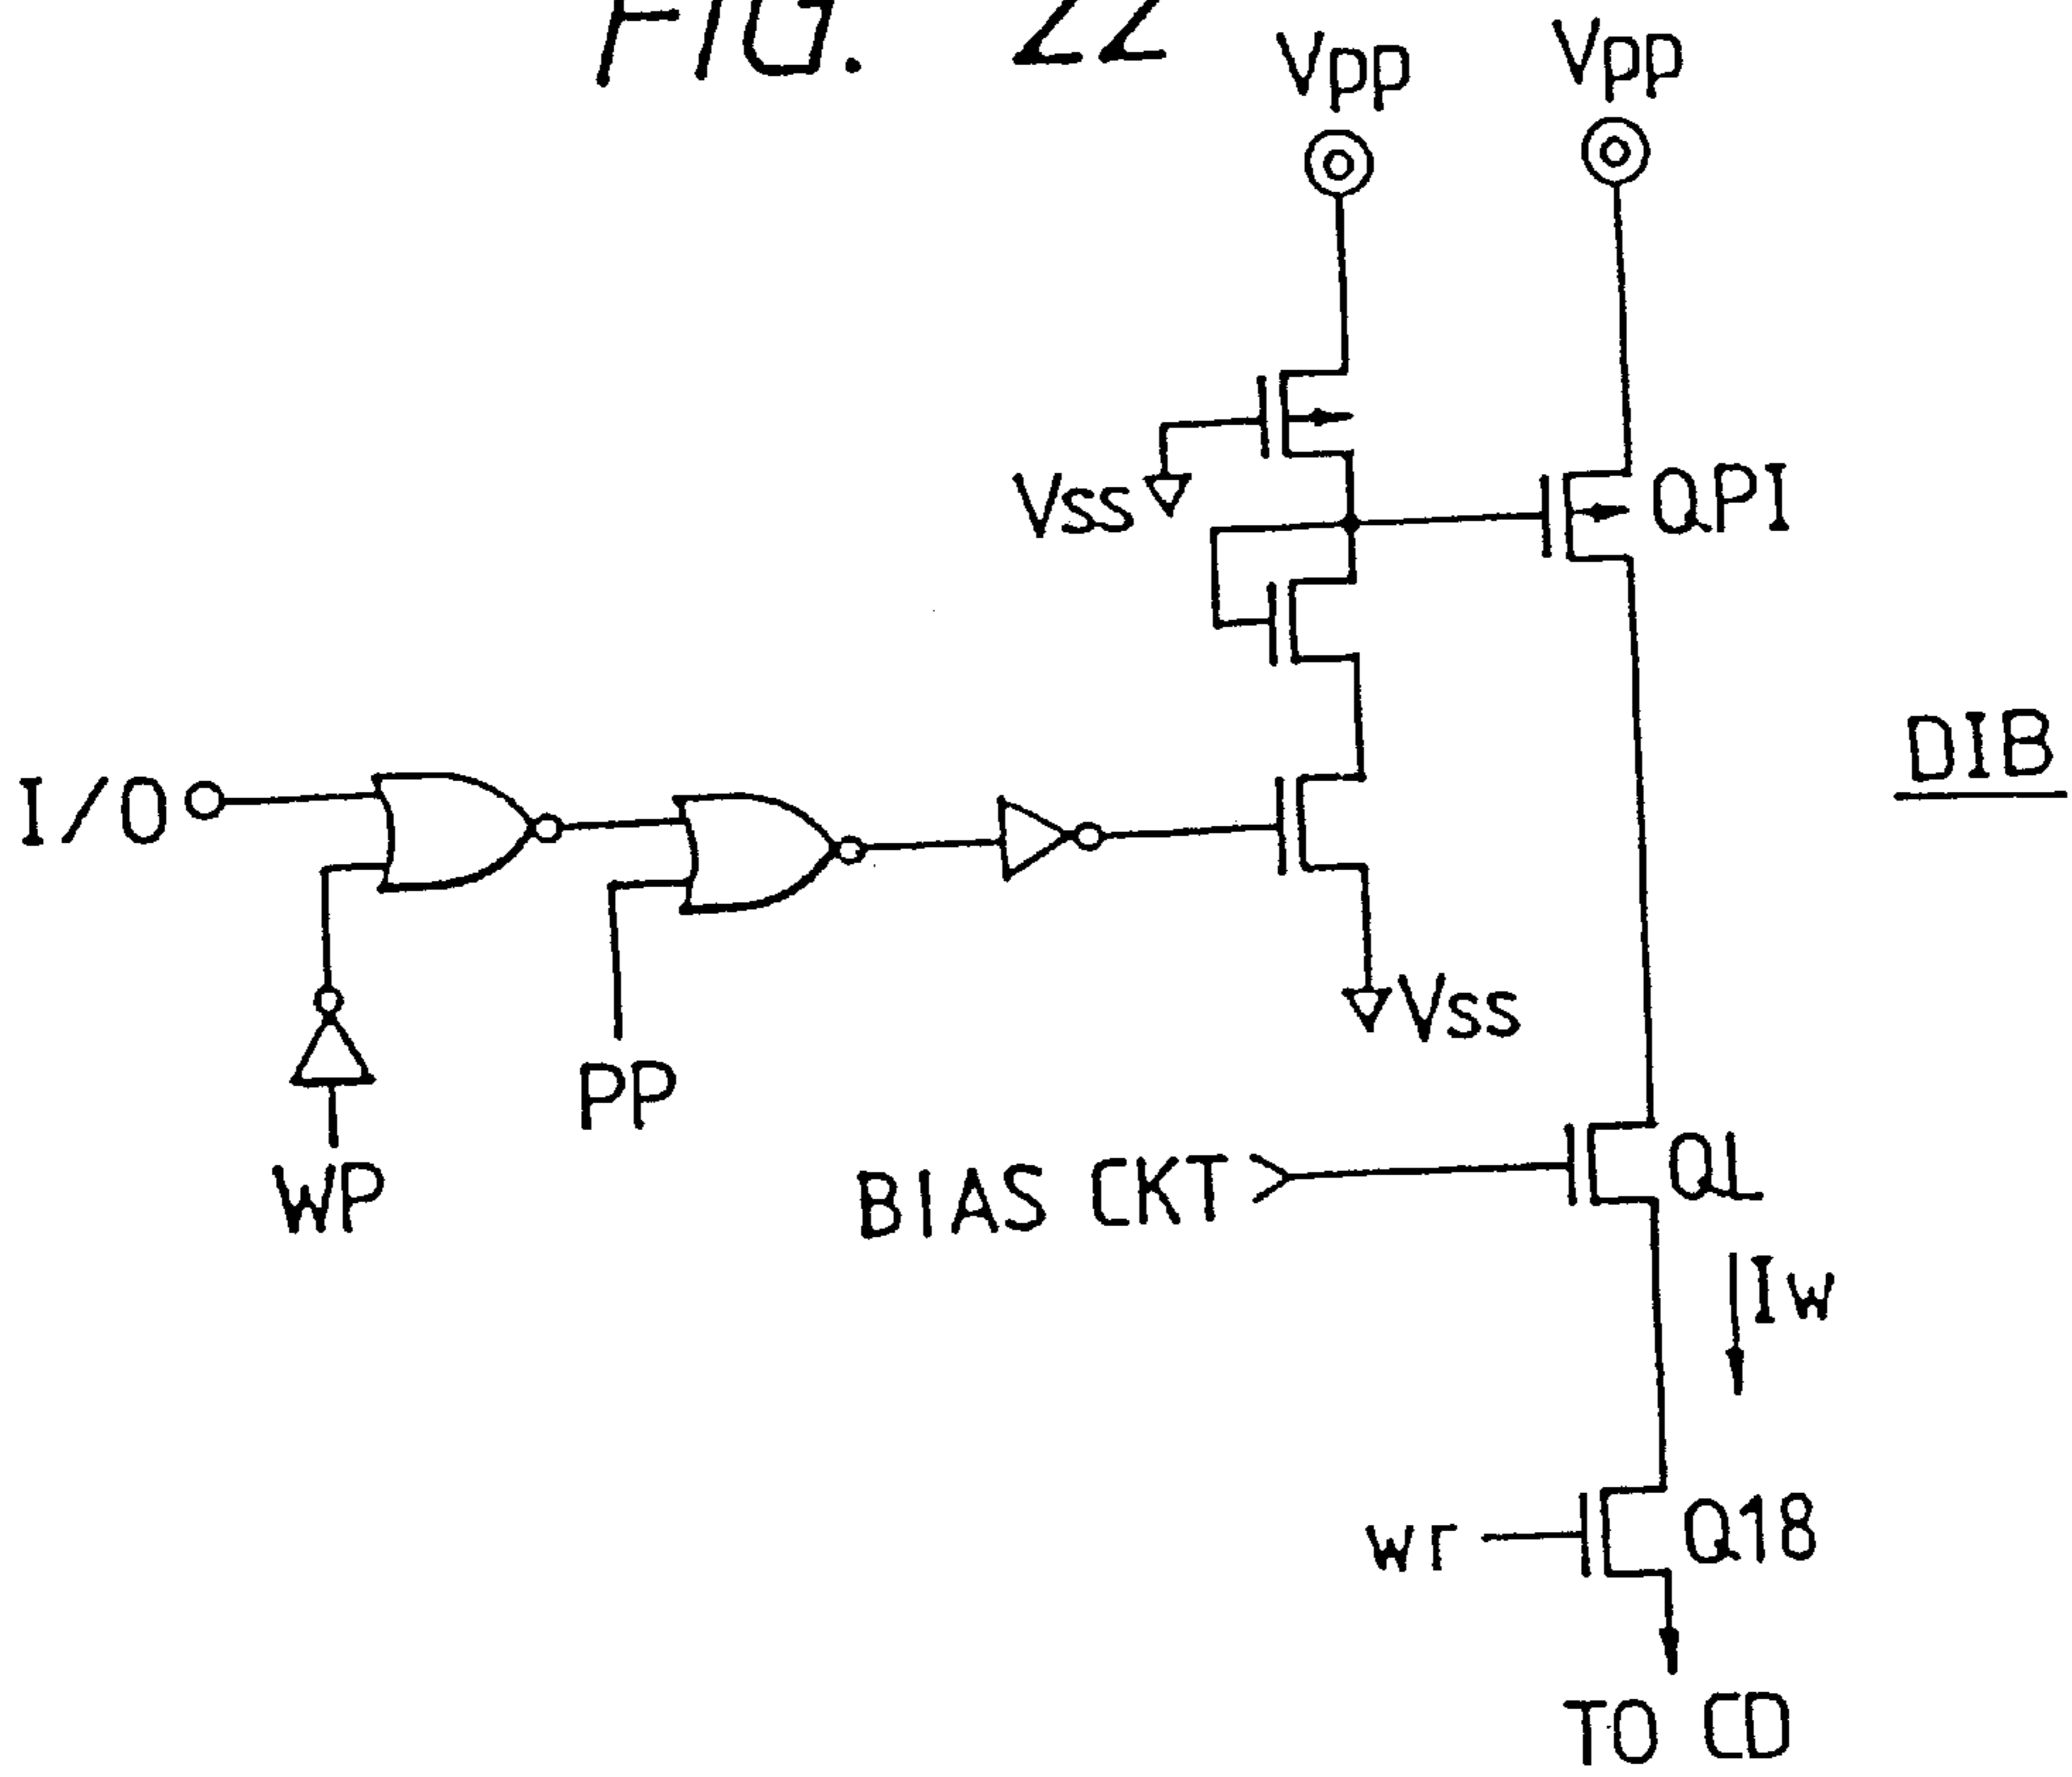 FIG. 22
Vpp
Vpp
Vss
QPI
DIB
I/O
Vss
PP
WP
BIAS CKT
QL
Iw
wr
Q18
TO CD